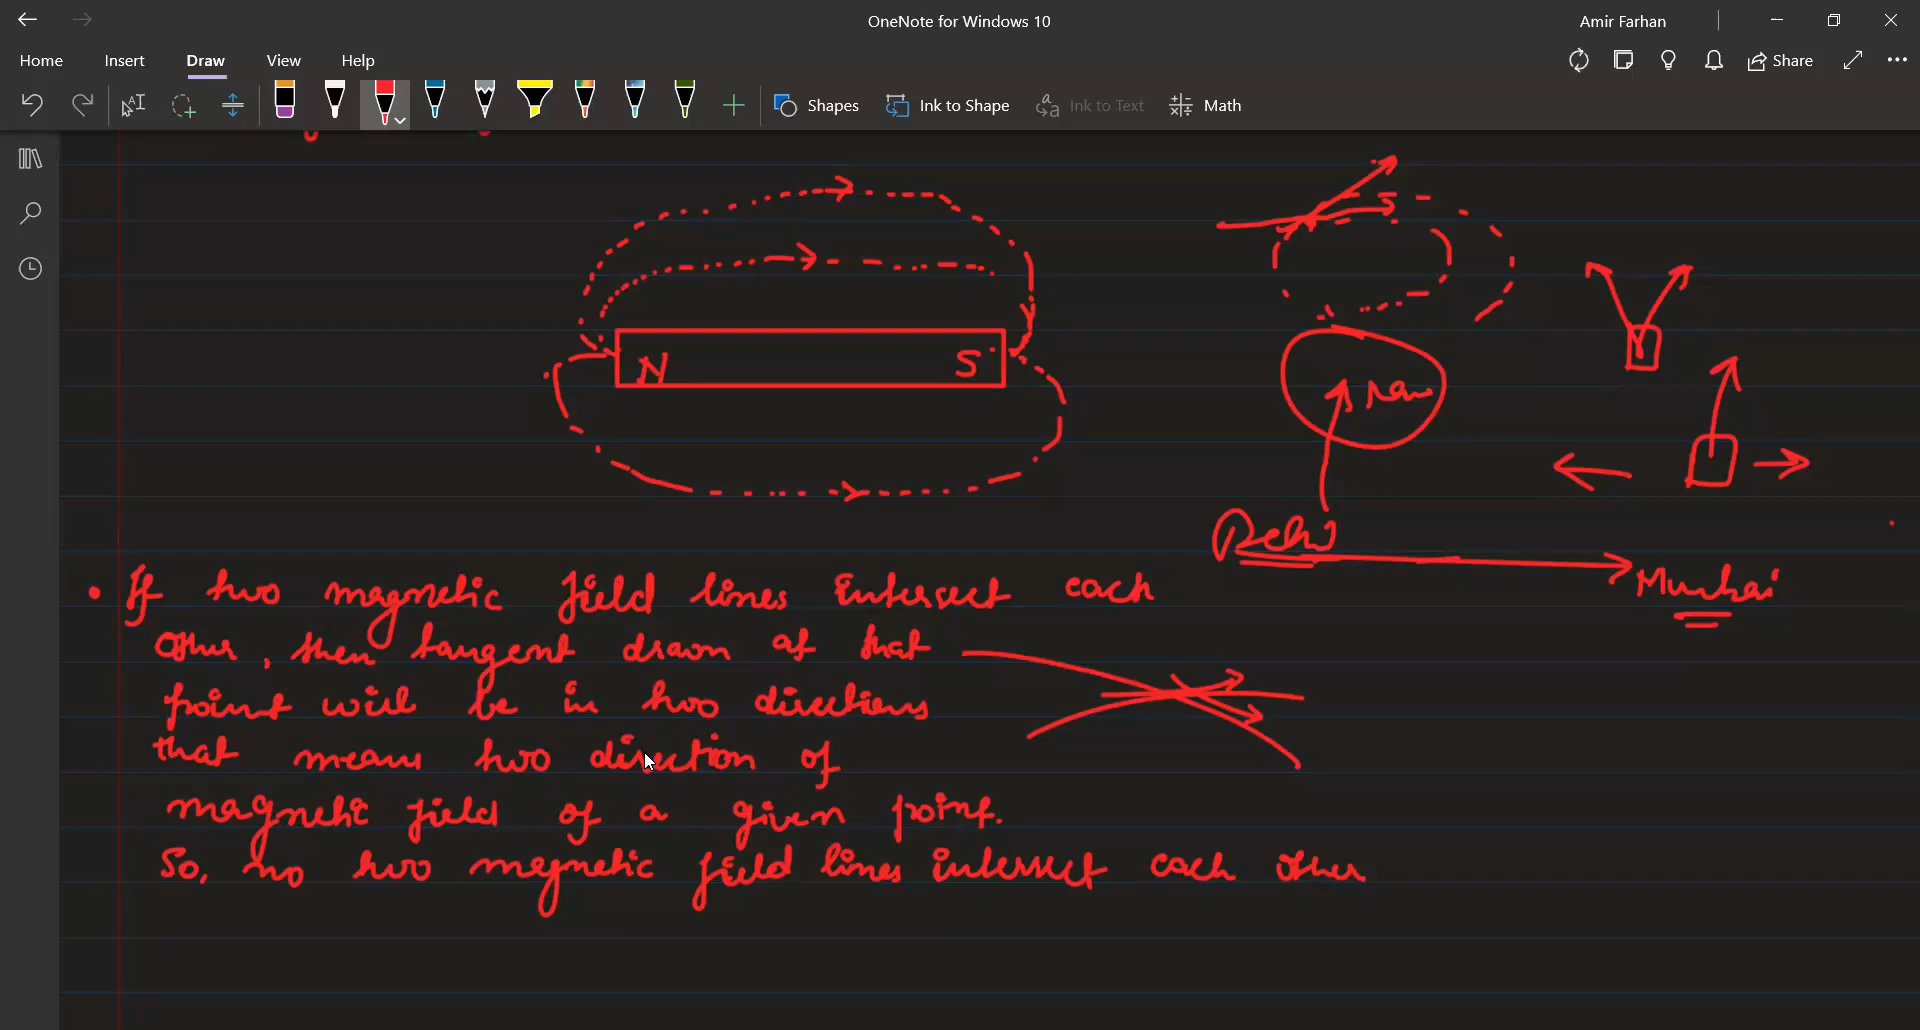 OneNote for Windows 10
Amir Farhan
Home Insert Draw View Help
Share
Shapes Ink to Shape Ink to Text Math
N S
• If two magnetic field lines intersect each
other, then tangent drawn at that
point will be in two directions
that means two direction of
magnetic field of a given point.
So, no two magnetic field lines intersect each other